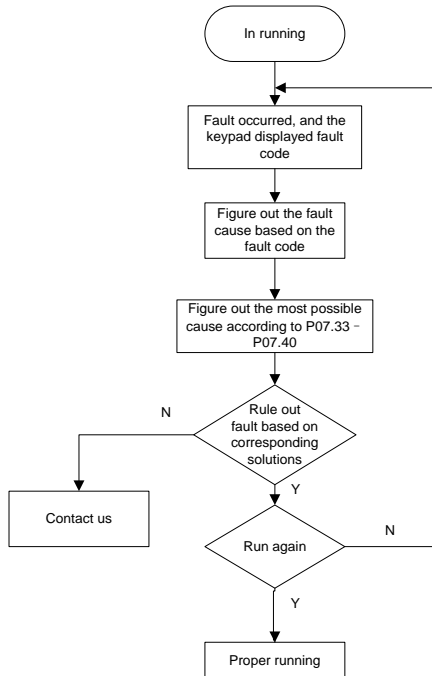 In running
Fault occurred, and the
keypad displayed fault
code
Figure out the fault
cause based on the
fault code
Figure out the most possible
cause according to P07.33－
P07.40
N
Rule out
fault based on
corresponding
solutions
Y
Contact us
Run again
N
Y
Proper running